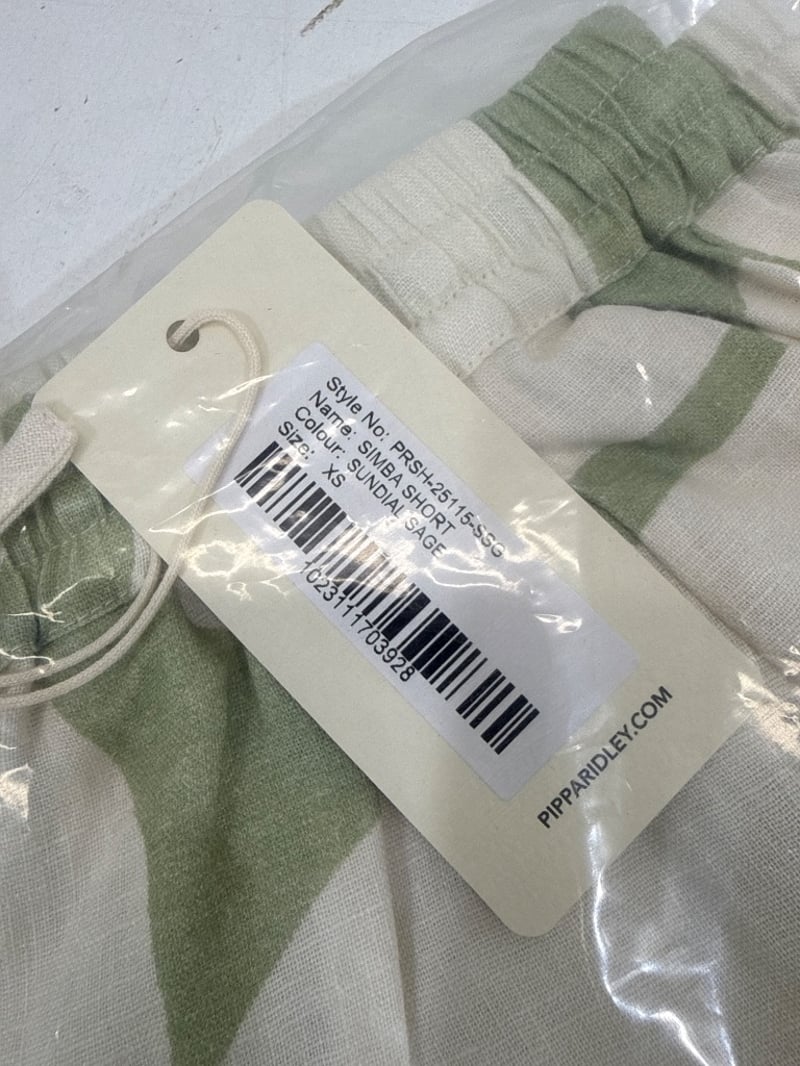 Style No: PRSH-25115-SSG
Name: SIMBA SHORT
Colour: SUNDIAL SAGE
Size: XS
1023111703928
PIPPARIDLEY.COM